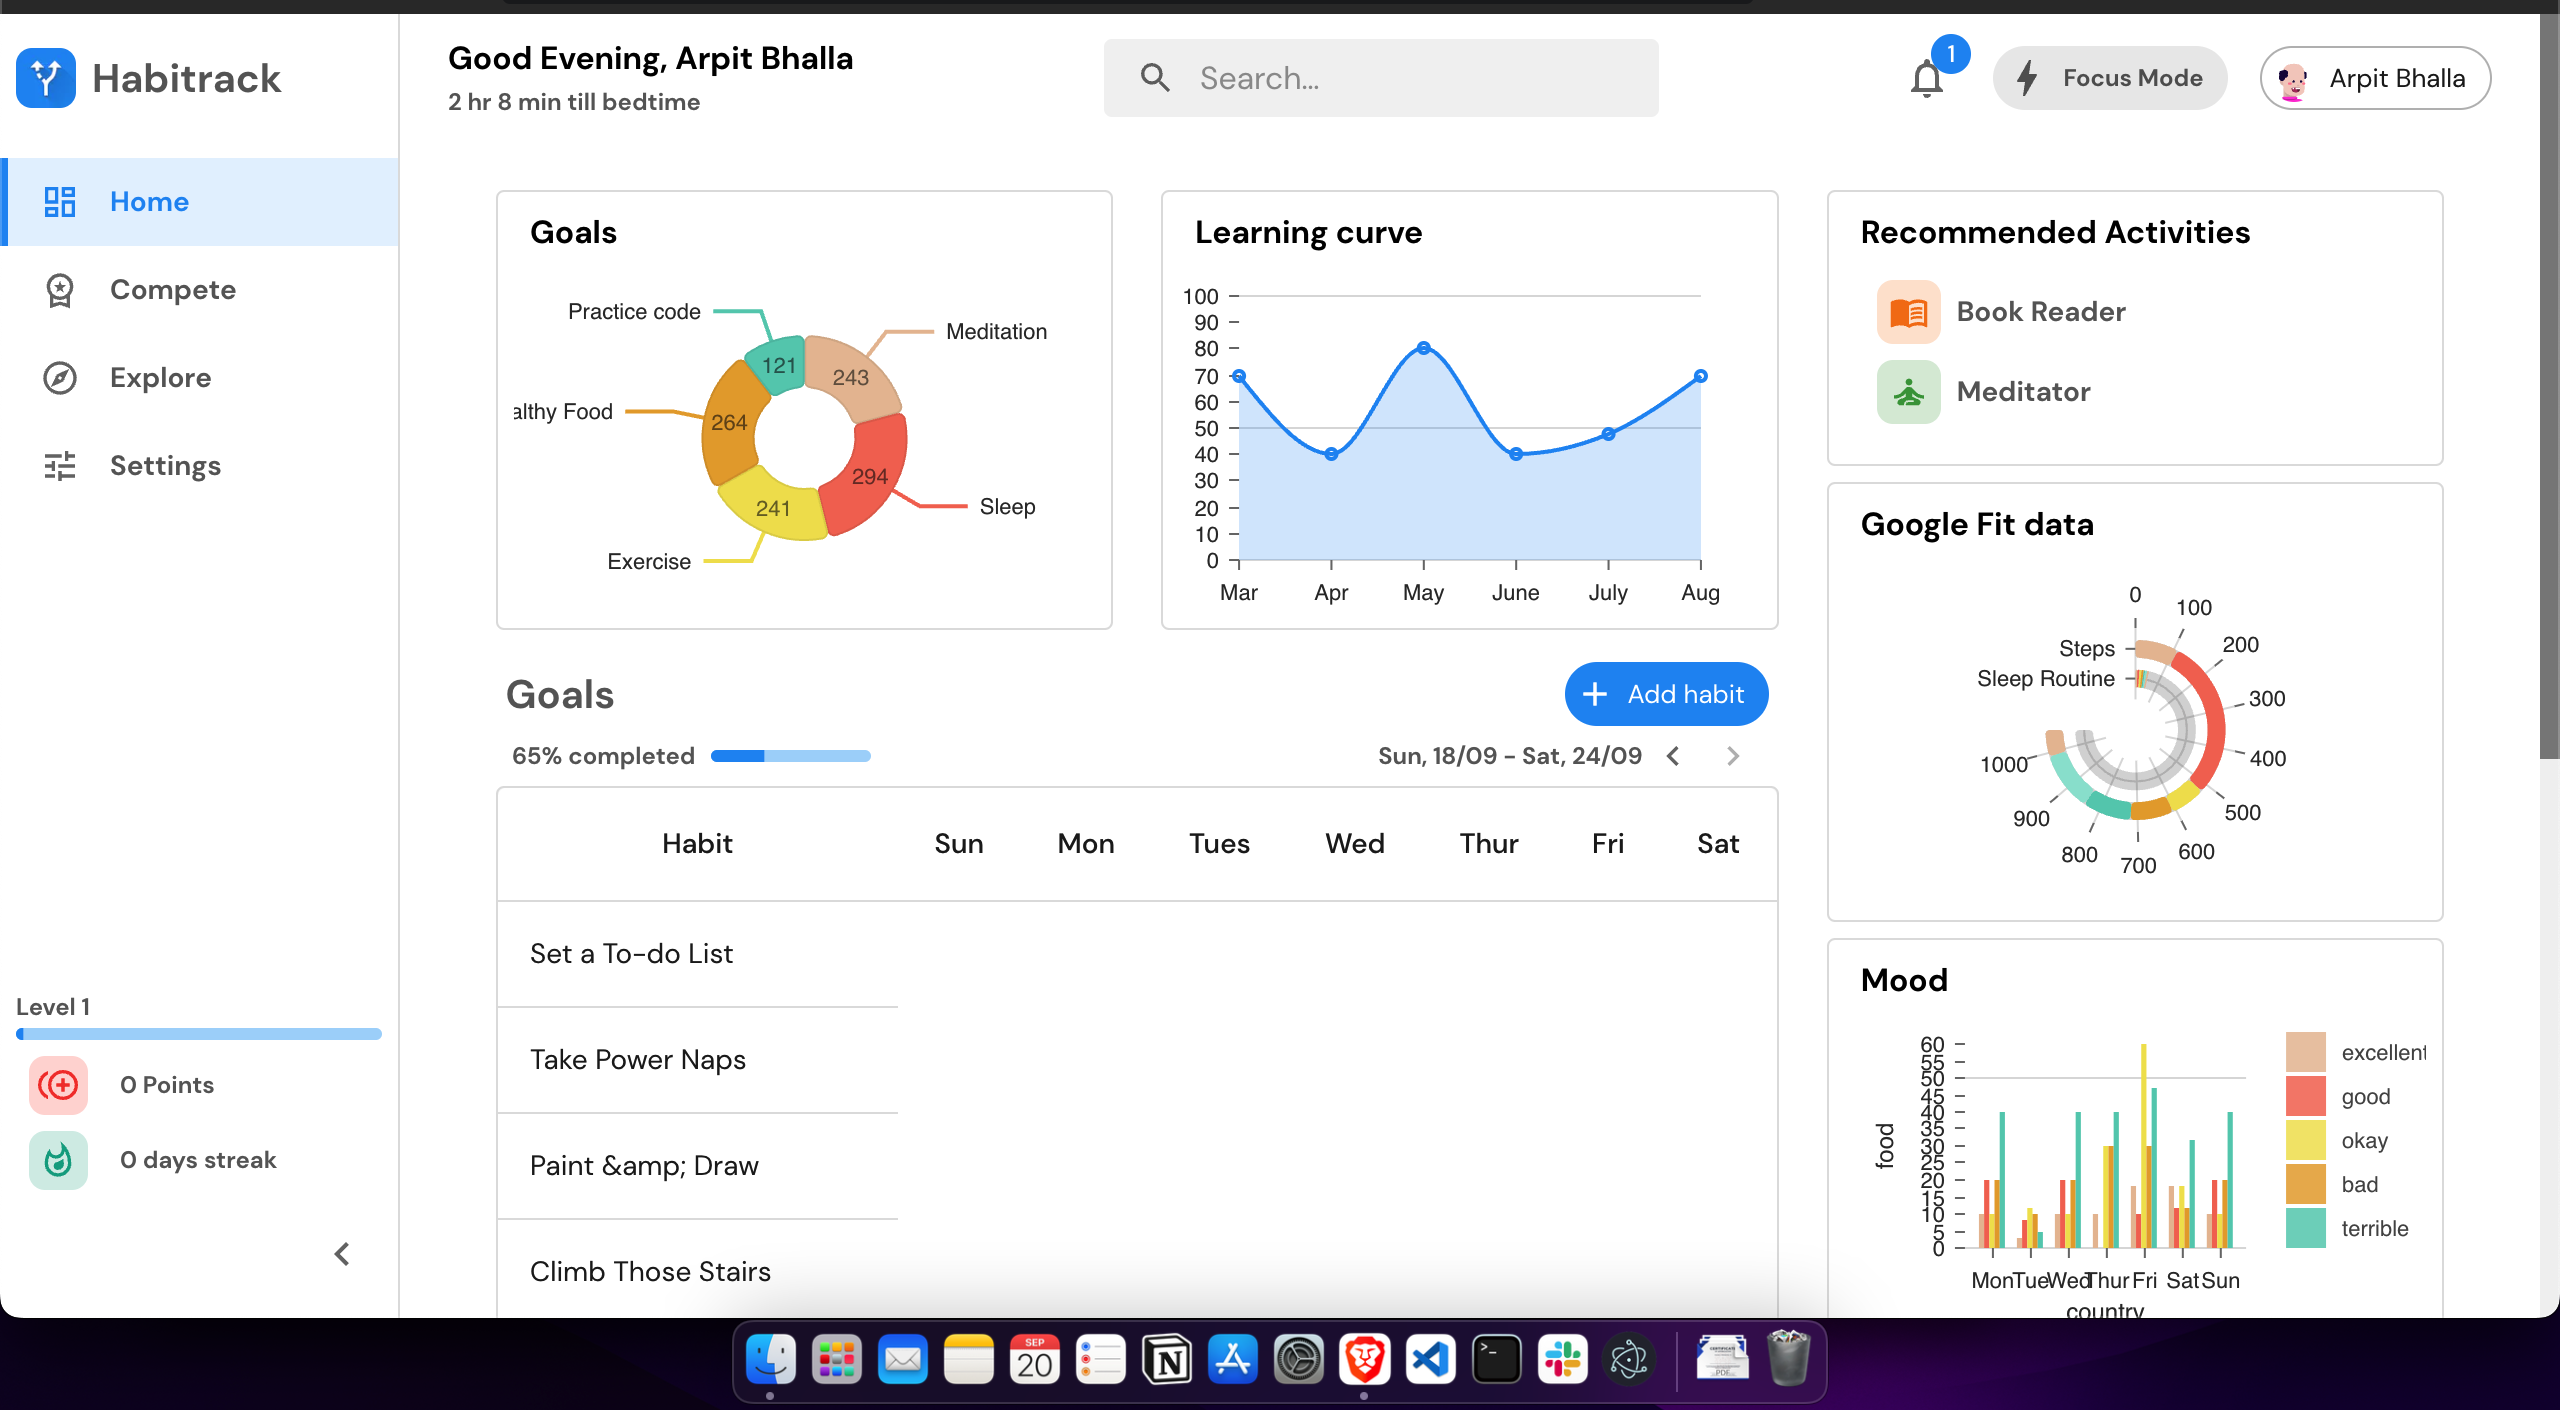 Habitrack
Home
Compete
Explore
Settings
Level 1
0 Points
0 days streak
Good Evening, Arpit Bhalla
2 hr 8 min till bedtime
Search...
1
Focus Mode
Arpit Bhalla
Goals
Practice code
Meditation
althy Food
Sleep
Exercise
121
243
264
294
241
Learning curve
100
90
80
70
60
50
40
30
20
10
0
Mar Apr May June July Aug
Goals
Add habit
65% completed
Sun, 18/09 - Sat, 24/09
Habit Sun Mon Tues Wed Thur Fri Sat
Set a To-do List
Take Power Naps
Paint &amp;amp; Draw
Climb Those Stairs
Recommended Activities
Book Reader
Meditator
Google Fit data
Steps
Sleep Routine
0
100
200
300
400
500
600
700
800
900
1000
Mood
60
55
50
45
40
35
30
25
20
15
10
5
0
food
Mon Tue Wed Thur Fri Sat Sun
country
excellent
good
okay
bad
terrible
SEP
20